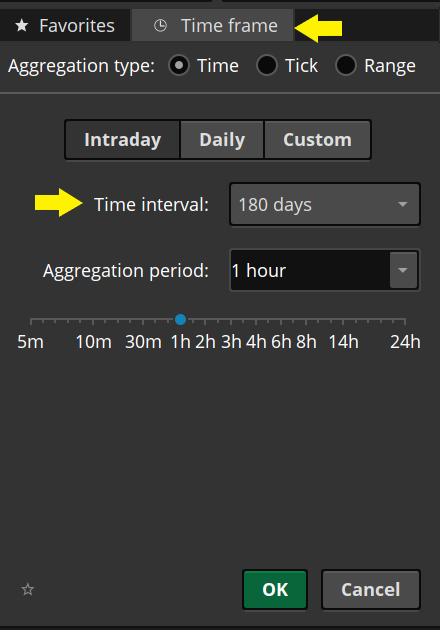 Favorites Time frame
Aggregation type: Time Tick Range
Intraday Daily Custom
Time interval: 180 days
Aggregation period: 1 hour
5m 10m 30m 1h 2h 3h 4h 6h 8h 14h 24h
OK Cancel